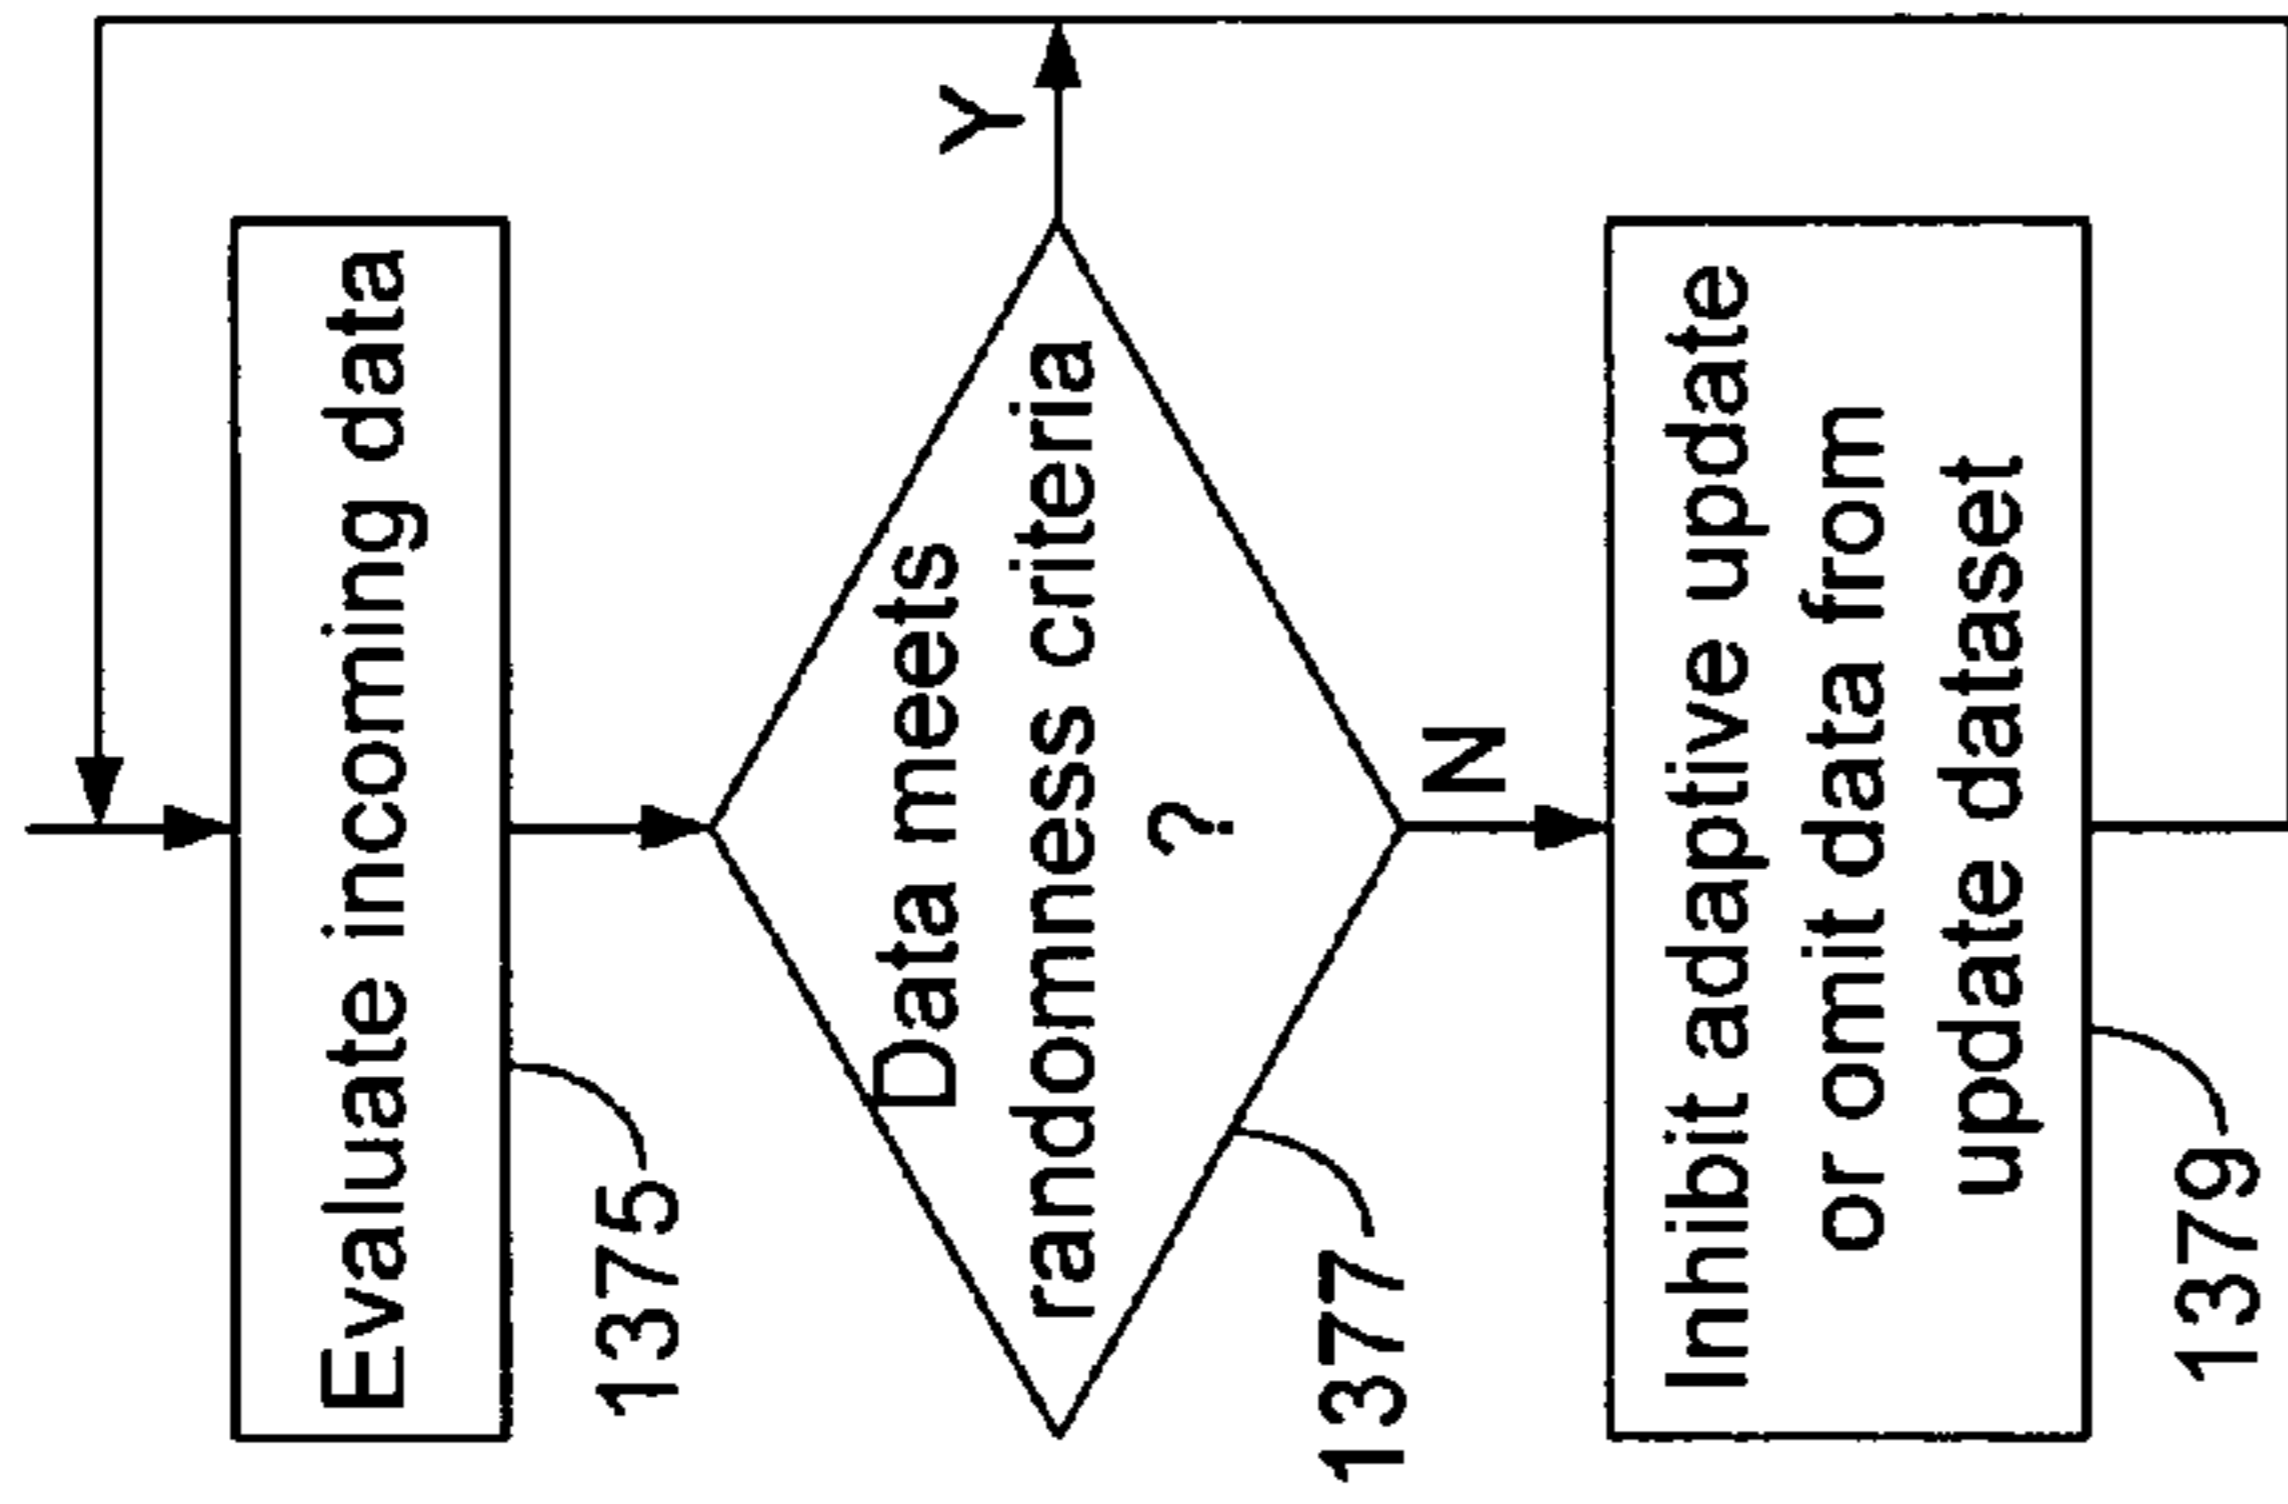 Evaluate incoming data
1375
Data meets
randomness criteria
?
Y
1377
N
Inhibit adaptive update
or omit data from
update dataset
1379